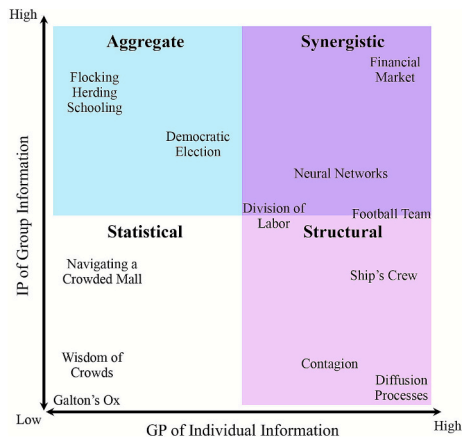 High
Aggregate
Synergistic
Flocking
Herding
Schooling
Financial
Market
Democratic
Election
Neural Networks
Division of
Labor
Football Team
IP of Group Information
Statistical
Structural
Navigating a
Crowded Mall
Ship's Crew
Wisdom of
Crowds
Contagion
Galton's Ox
Diffusion
Processes
Low
GP of Individual Information
High